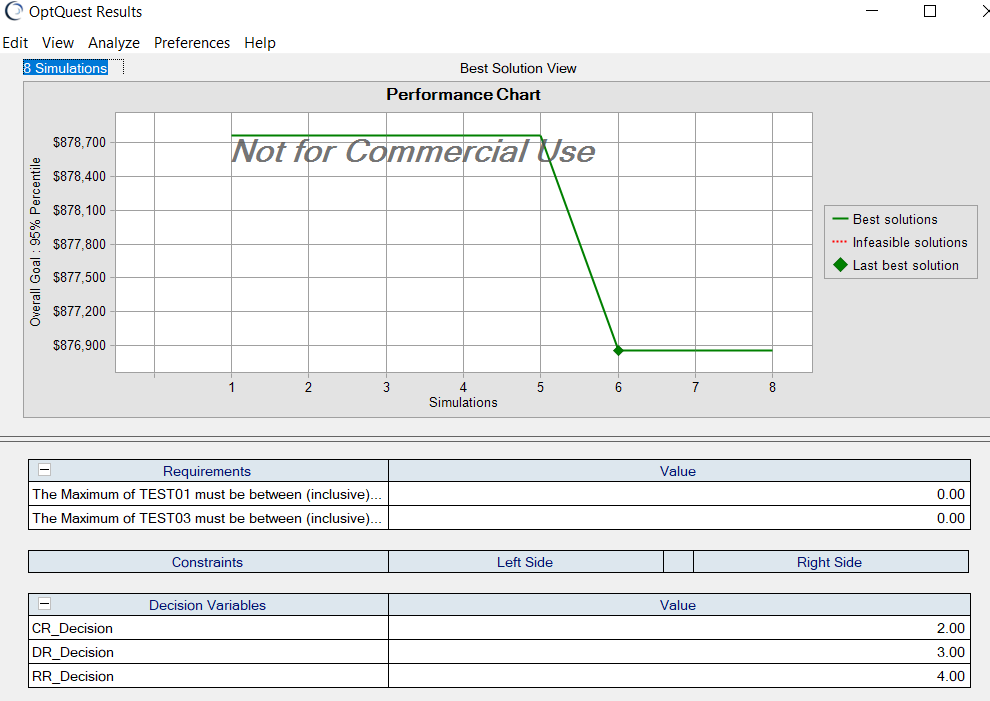 OptQuest Results
Edit View Analyze Preferences Help
8 Simulations
Best Solution View
Performance Chart
Overall Goal : 95% Percentile
$878,700
$878,400
$878,100
$877,800
$877,500
$877,200
$876,900
Not for Commercial Use
1 2 3 4 5 6 7 8
Simulations
Best solutions
Infeasible solutions
Last best solution
Requirements Value
The Maximum of TEST01 must be between (inclusive)... 0.00
The Maximum of TEST03 must be between (inclusive)... 0.00
Constraints Left Side Right Side
Decision Variables Value
CR_Decision 2.00
DR_Decision 3.00
RR_Decision 4.00